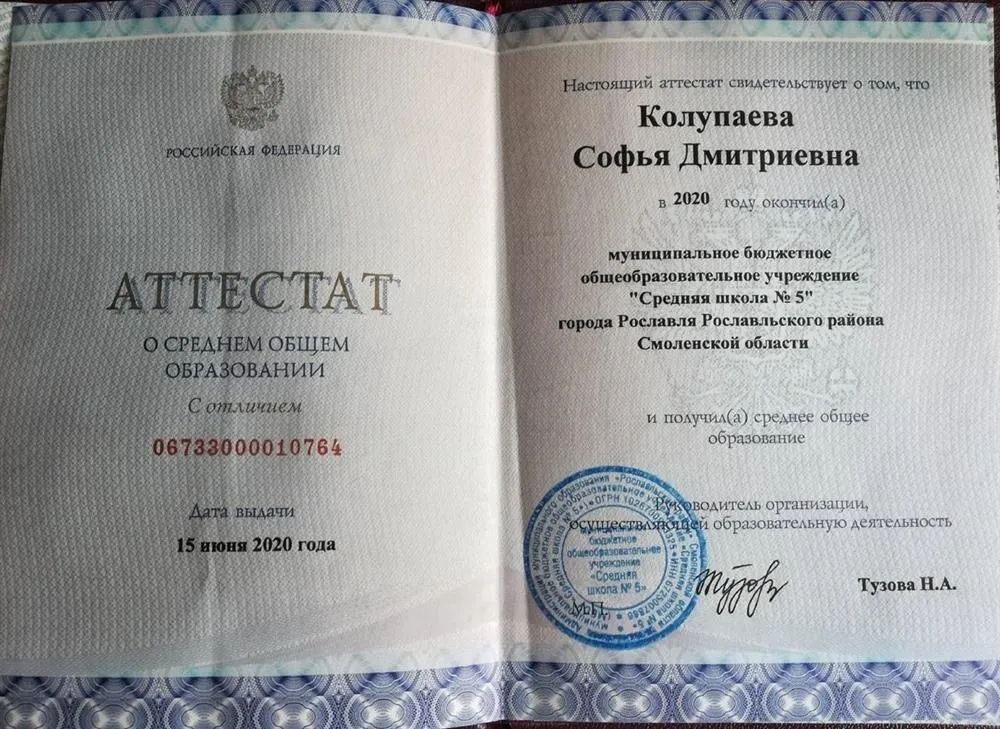 РОССИЙСКАЯ ФЕДЕРАЦИЯ
АТТЕСТАТ
О СРЕДНЕМ ОБЩЕМ
ОБРАЗОВАНИИ
С отличием
06733000010764
Дата выдачи
15 июня 2020 года
Настоящий аттестат свидетельствует о том, что
Колупаева
Софья Дмитриевна
в 2020 году окончил(а)
муниципальное бюджетное
общеобразовательное учреждение
"Средняя школа № 5"
города Рославля Рославльского района
Смоленской области
и получил(а) среднее общее
образование
Руководитель организации,
осуществляющей образовательную деятельность
Тузова Н.А.
М.П.
муниципальное
бюджетное
общеобразовательное
учреждение
«Средняя
школа № 5»